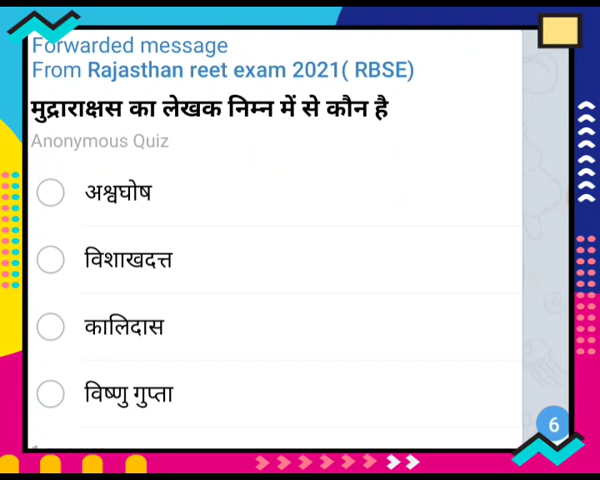 Forwarded message
From Rajasthan reet exam 2021( RBSE)
मुद्राराक्षस का लेखक निम्न में से कौन है
Anonymous Quiz
अश्वघोष
विशाखदत्त
कालिदास
विष्णु गुप्ता
6